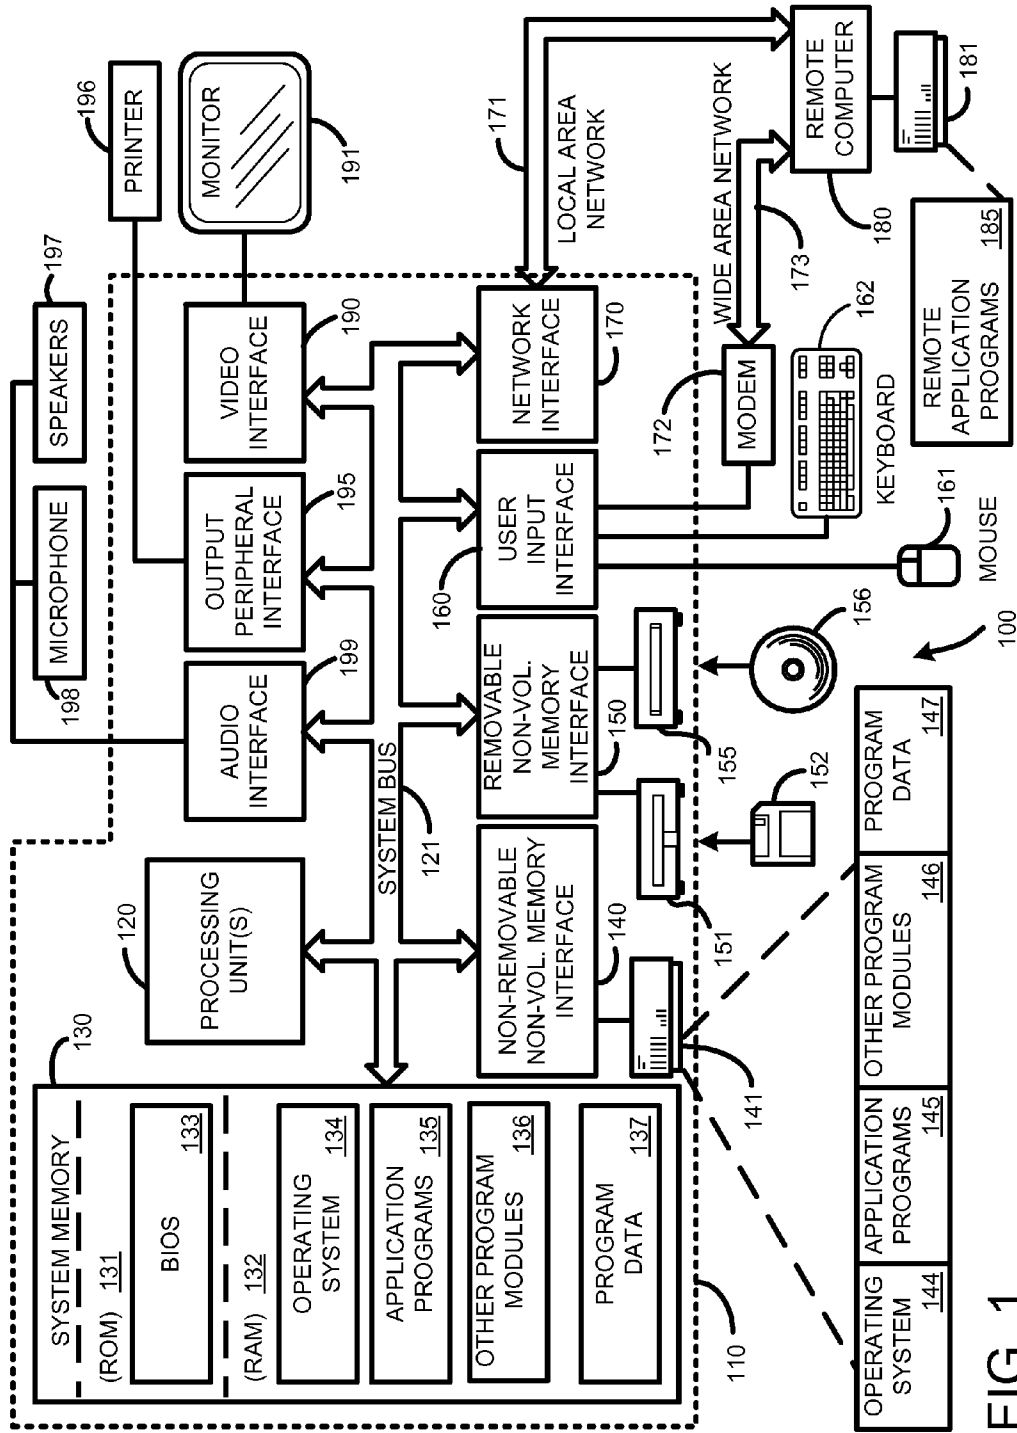 SYSTEM MEMORY
130
(ROM) 131
BIOS
133
(RAM) 132
OPERATING
SYSTEM
134
APPLICATION
PROGRAMS
135
OTHER PROGRAM
MODULES
136
PROGRAM
DATA
137
110
120
PROCESSING
UNIT(S)
SYSTEM BUS
121
MICROPHONE
198
SPEAKERS
197
PRINTER
196
AUDIO
INTERFACE
199
OUTPUT
PERIPHERAL
INTERFACE
195
VIDEO
INTERFACE
190
MONITOR
191
NON-REMOVABLE
NON-VOL. MEMORY
INTERFACE
140
REMOVABLE
NON-VOL.
MEMORY
INTERFACE
150
USER
INPUT
INTERFACE
160
NETWORK
INTERFACE
170
171
LOCAL AREA
NETWORK
141
151
155
152
156
172
MODEM
WIDE AREA NETWORK
173
REMOTE
COMPUTER
180
181
162
KEYBOARD
161
MOUSE
REMOTE
APPLICATION
PROGRAMS
185
100
OPERATING
SYSTEM
144
APPLICATION
PROGRAMS
145
OTHER PROGRAM
MODULES
146
PROGRAM
DATA
147
FIG. 1